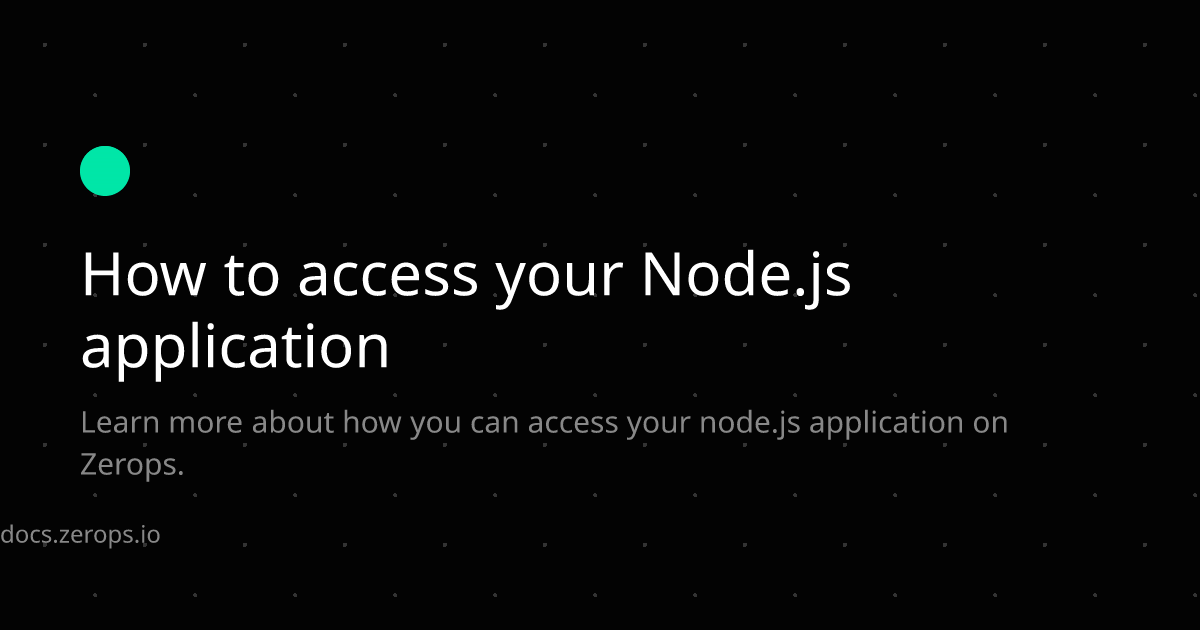 How to access your Node.js
application
Learn more about how you can access your node.js application on
Zerops.
docs.zerops.io